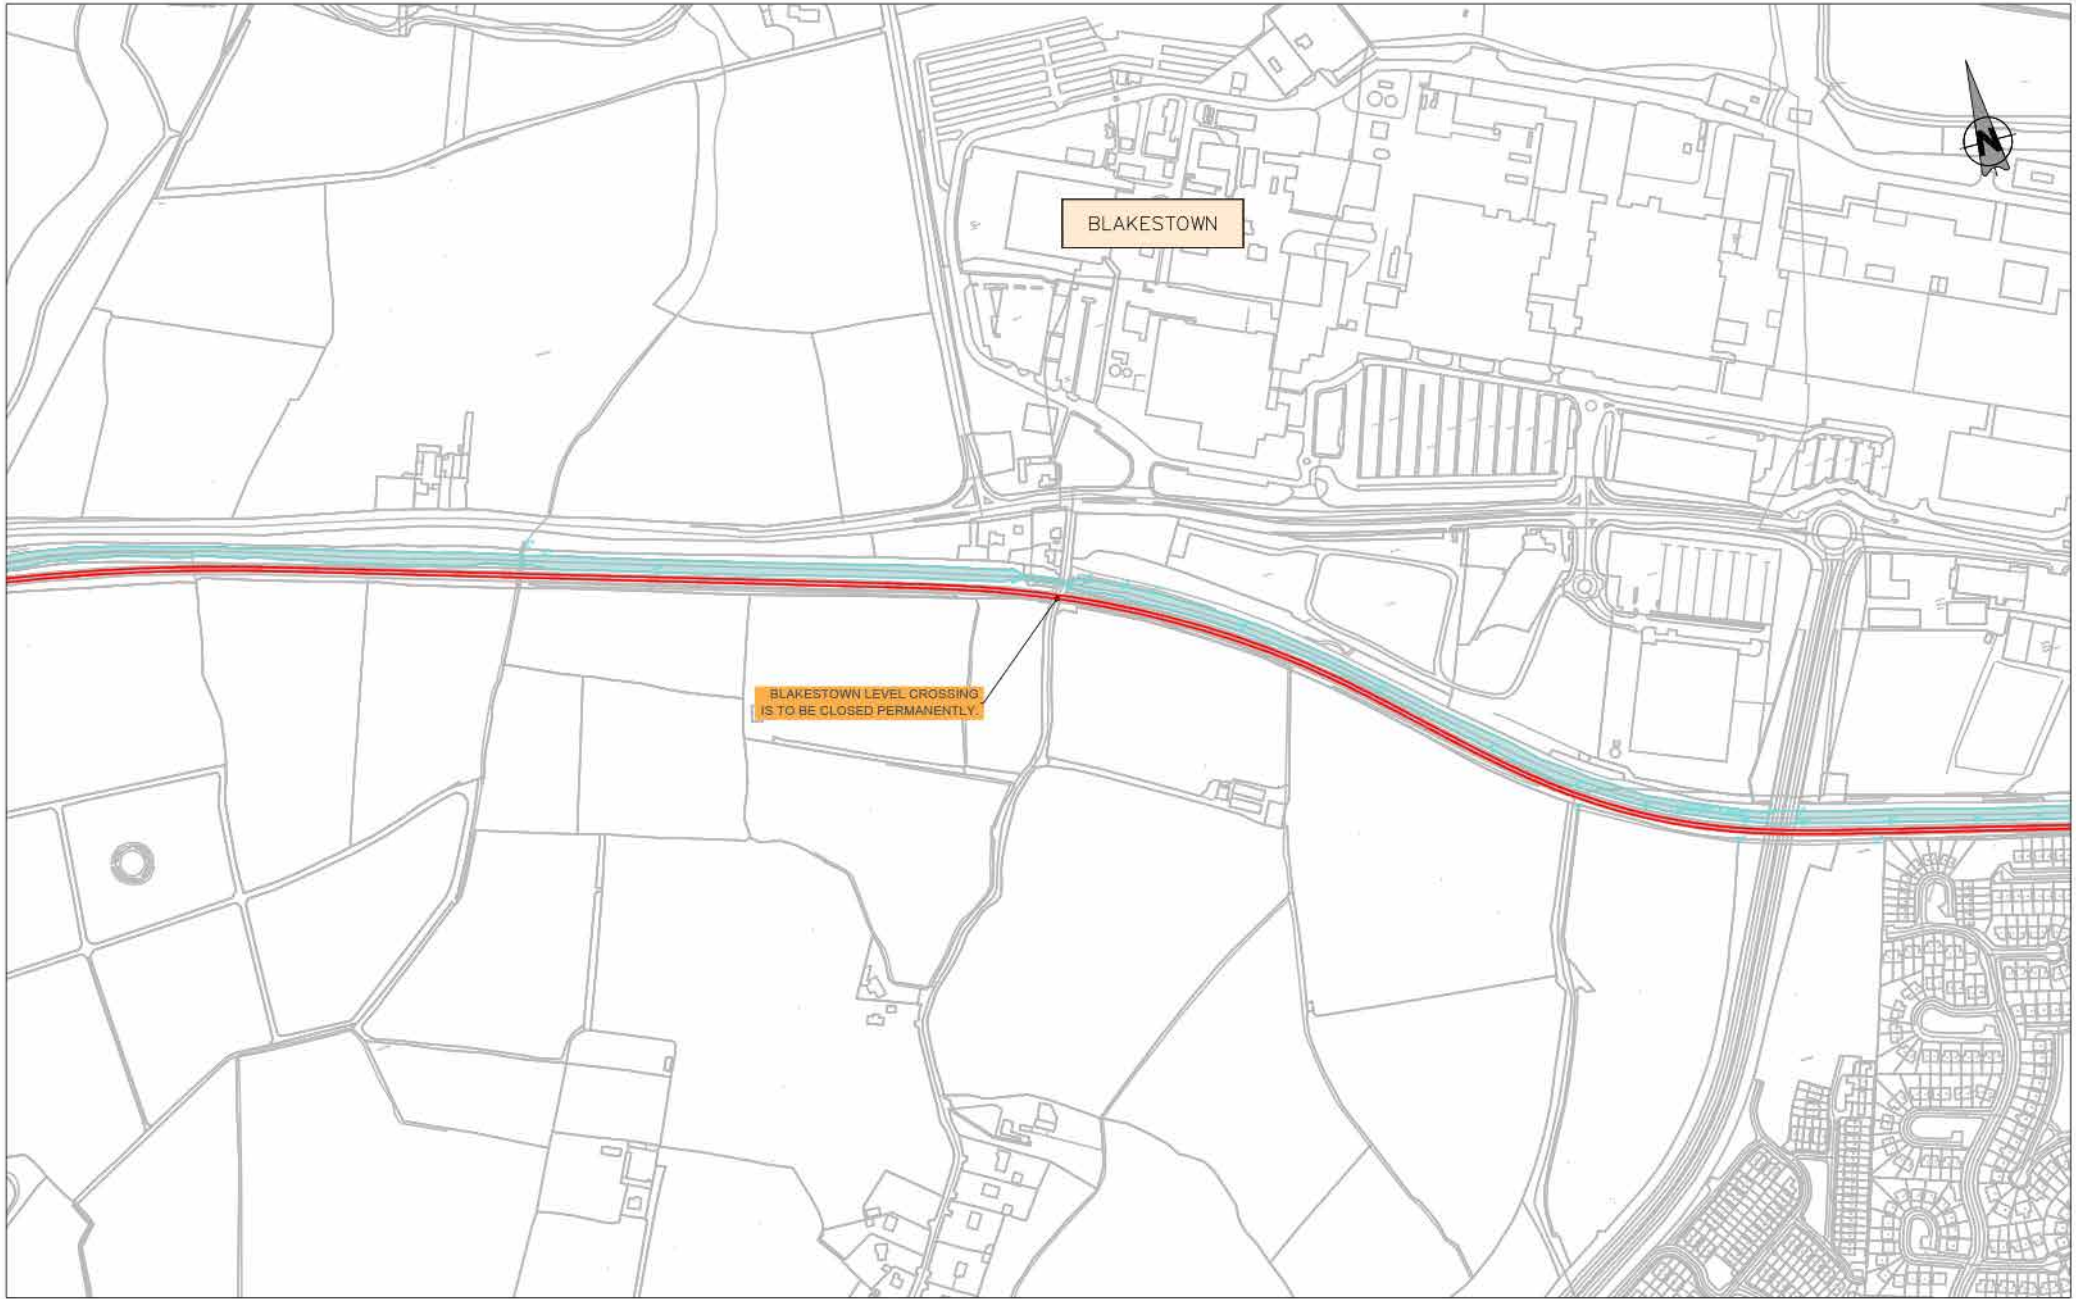 N
BLAKESTOWN
BLAKESTOWN LEVEL CROSSING
IS TO BE CLOSED PERMANENTLY.